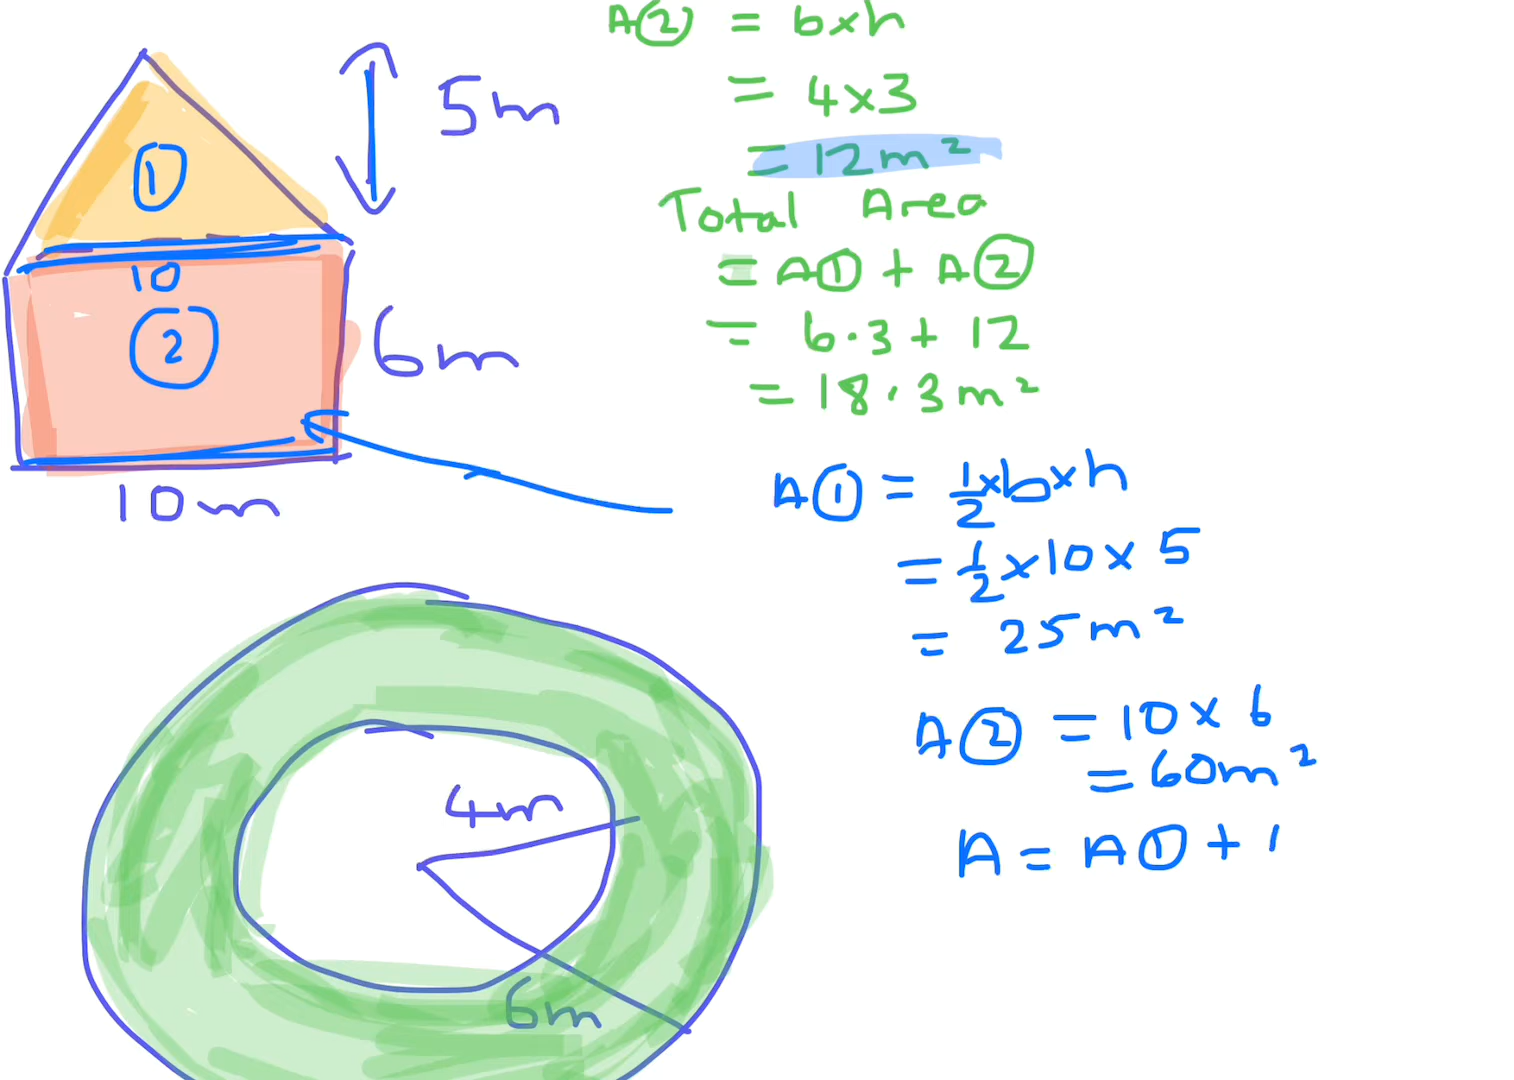 A② = b×h
= 4×3
= 12m²
Total Area
= A① + A②
= 6.3 + 12
= 18.3m²
5m
①
10
②
6m
10m
A① = ½×b×h
= ½×10×5
= 25m²
A② = 10×6
= 60m²
A = A① +
4m
6m